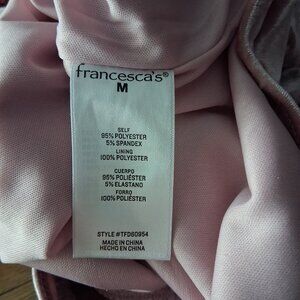 francesca's®
M
SELF
95% POLYESTER
5% SPANDEX
LINING
100% POLYESTER
CUERPO
95% POLIÉSTER
5% ELASTANO
FORRO
100% POLIÉSTER
STYLE #TFD60954
MADE IN CHINA
HECHO EN CHINA